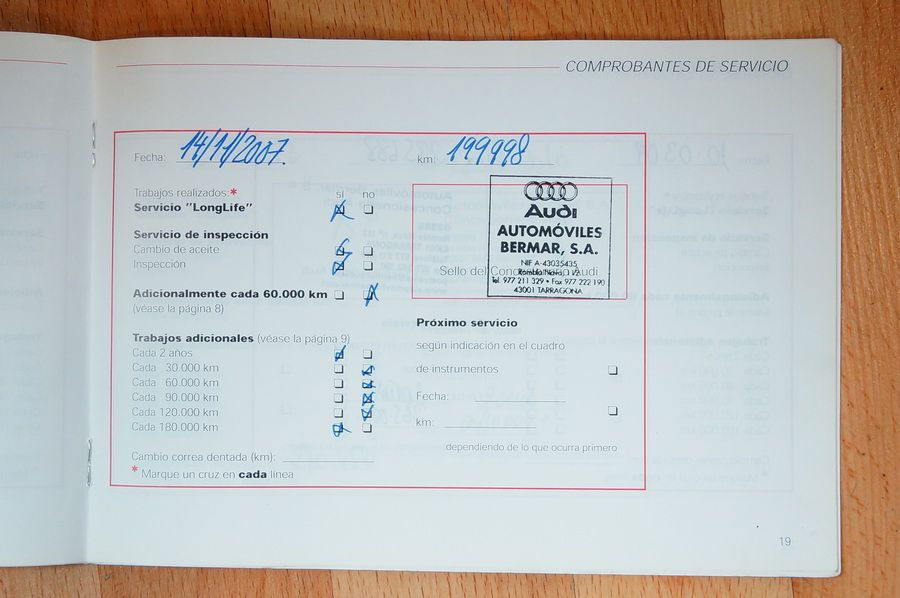 COMPROBANTES DE SERVICIO
Fecha: 14/11/2007.
km: 199998
Trabajos realizados:* si no
Servicio "LongLife"
Servicio de inspección
Cambio de aceite
Inspección
Adicionalmente cada 60.000 km
(véase la página 8)
Trabajos adicionales (véase la página 9)
Cada 2 años
Cada 30.000 km
Cada 60.000 km
Cada 90.000 km
Cada 120.000 km
Cada 180.000 km
Cambio correa dentada (km):
* Marque un cruz en cada línea
Audi
AUTOMÓVILES
BERMAR, S.A.
NIF A-43035435
Tel. 977 211 329 • Fax 977 222 190
43001 TARRAGONA
Sello del Audi
Próximo servicio
según indicación en el cuadro
de instrumentos
Fecha:
km:
dependiendo de lo que ocurra primero
19